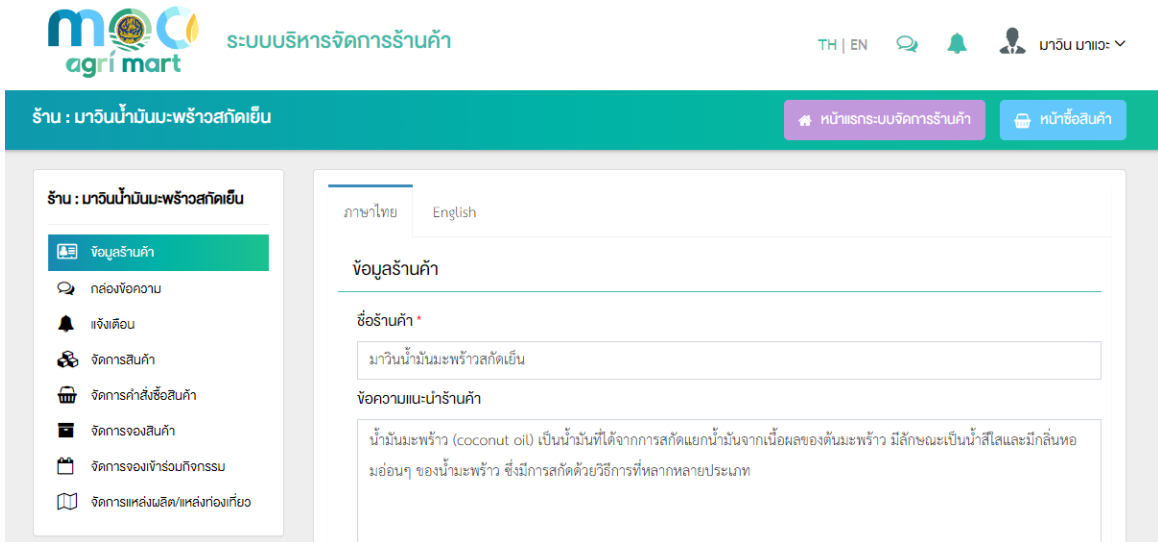 moc
agri mart
ระบบบริหารจัดการร้านค้า
TH | EN
มาวิน มาแวะ
ร้าน : มาวินน้ำมันมะพร้าวสกัดเย็น
หน้าแรกระบบจัดการร้านค้า
หน้าซื้อสินค้า
ร้าน : มาวินน้ำมันมะพร้าวสกัดเย็น
ข้อมูลร้านค้า
กล่องข้อความ
แจ้งเตือน
จัดการสินค้า
จัดการคำสั่งซื้อสินค้า
จัดการจองสินค้า
จัดการจองเข้าร่วมกิจกรรม
จัดการแหล่งผลิต/แหล่งท่องเที่ยว
ภาษาไทย English
ข้อมูลร้านค้า
ชื่อร้านค้า *
มาวินน้ำมันมะพร้าวสกัดเย็น
ข้อความแนะนำร้านค้า
น้ำมันมะพร้าว (coconut oil) เป็นน้ำมันที่ได้จากการสกัดแยกน้ำมันจากเนื้อผลของต้นมะพร้าว มีลักษณะเป็นน้ำสีใสและมีกลิ่นหอ
มอ่อนๆ ของน้ำมะพร้าว ซึ่งมีการสกัดด้วยวิธีการที่หลากหลายประเภท